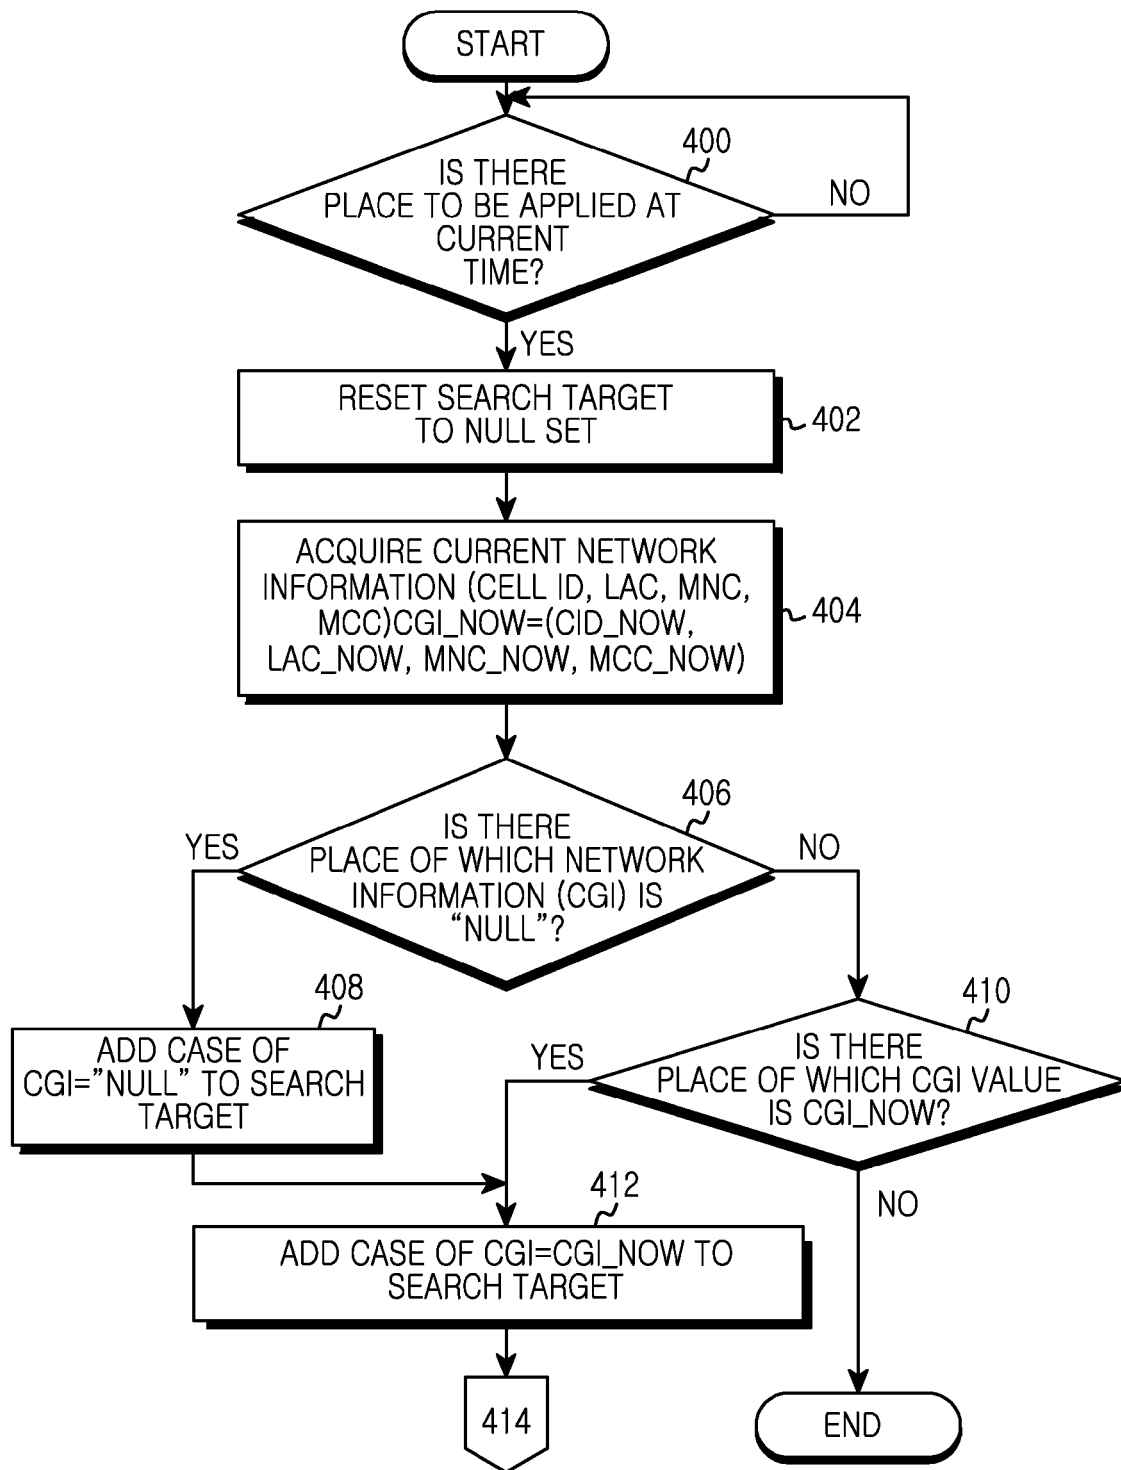 START
400
IS THERE
PLACE TO BE APPLIED AT
CURRENT
TIME?
NO
YES
RESET SEARCH TARGET
TO NULL SET
402
ACQUIRE CURRENT NETWORK
INFORMATION (CELL ID, LAC, MNC,
MCC)CGI_NOW=(CID_NOW,
LAC_NOW, MNC_NOW, MCC_NOW)
404
406
IS THERE
PLACE OF WHICH NETWORK
INFORMATION (CGI) IS
“NULL”?
YES
NO
408
ADD CASE OF
CGI=”NULL” TO SEARCH
TARGET
410
IS THERE
PLACE OF WHICH CGI VALUE
IS CGI_NOW?
YES
NO
412
ADD CASE OF CGI=CGI_NOW TO
SEARCH TARGET
414
END